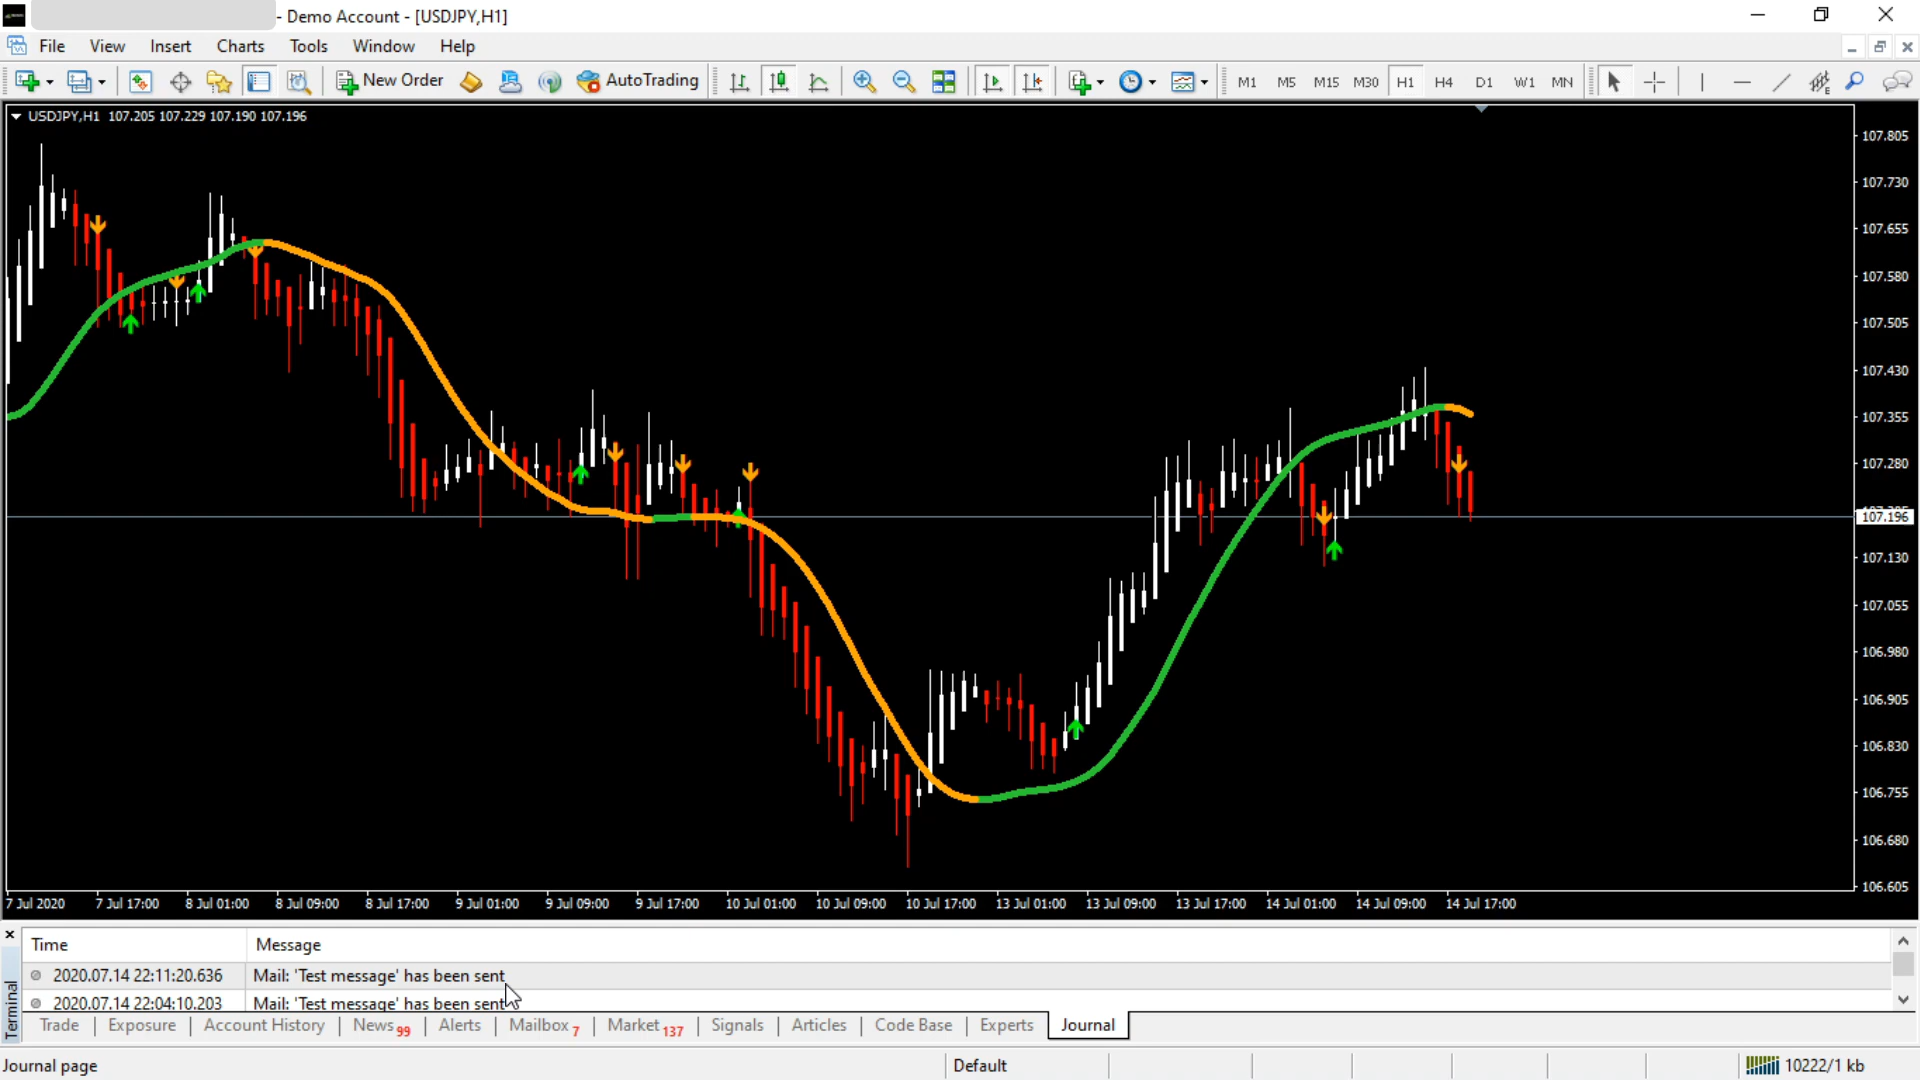 - Demo Account - [USDJPY,H1]
File View Insert Charts Tools Window Help
New Order AutoTrading M1 M5 M15 M30 H1 H4 D1 W1 MN
USDJPY,H1 107.205 107.229 107.190 107.196
107.805
107.730
107.655
107.580
107.505
107.430
107.355
107.280
107.196
107.130
107.055
106.980
106.905
106.830
106.755
106.680
106.605
7 Jul 2020 7 Jul 17:00 8 Jul 01:00 8 Jul 09:00 8 Jul 17:00 9 Jul 01:00 9 Jul 09:00 9 Jul 17:00 10 Jul 01:00 10 Jul 09:00 10 Jul 17:00 13 Jul 01:00 13 Jul 09:00 13 Jul 17:00 14 Jul 01:00 14 Jul 09:00 14 Jul 17:00
Time Message
2020.07.14 22:11:20.636 Mail: 'Test message' has been sent
2020.07.14 22:04:10.203 Mail: 'Test message' has been sent
Terminal
Trade Exposure Account History News 99 Alerts Mailbox 7 Market 137 Signals Articles Code Base Experts Journal
Journal page Default 10222/1 kb